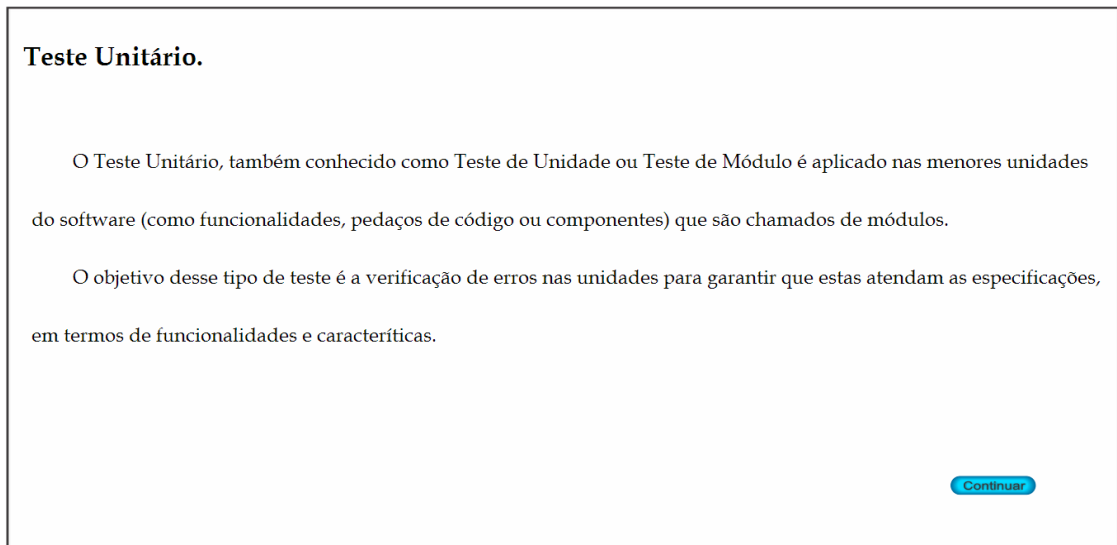 Teste Unitário.
O Teste Unitário, também conhecido como Teste de Unidade ou Teste de Módulo é aplicado nas menores unidades
do software (como funcionalidades, pedaços de código ou componentes) que são chamados de módulos.
O objetivo desse tipo de teste é a verificação de erros nas unidades para garantir que estas atendam as especificações,
em termos de funcionalidades e caracteríticas.
Continuar